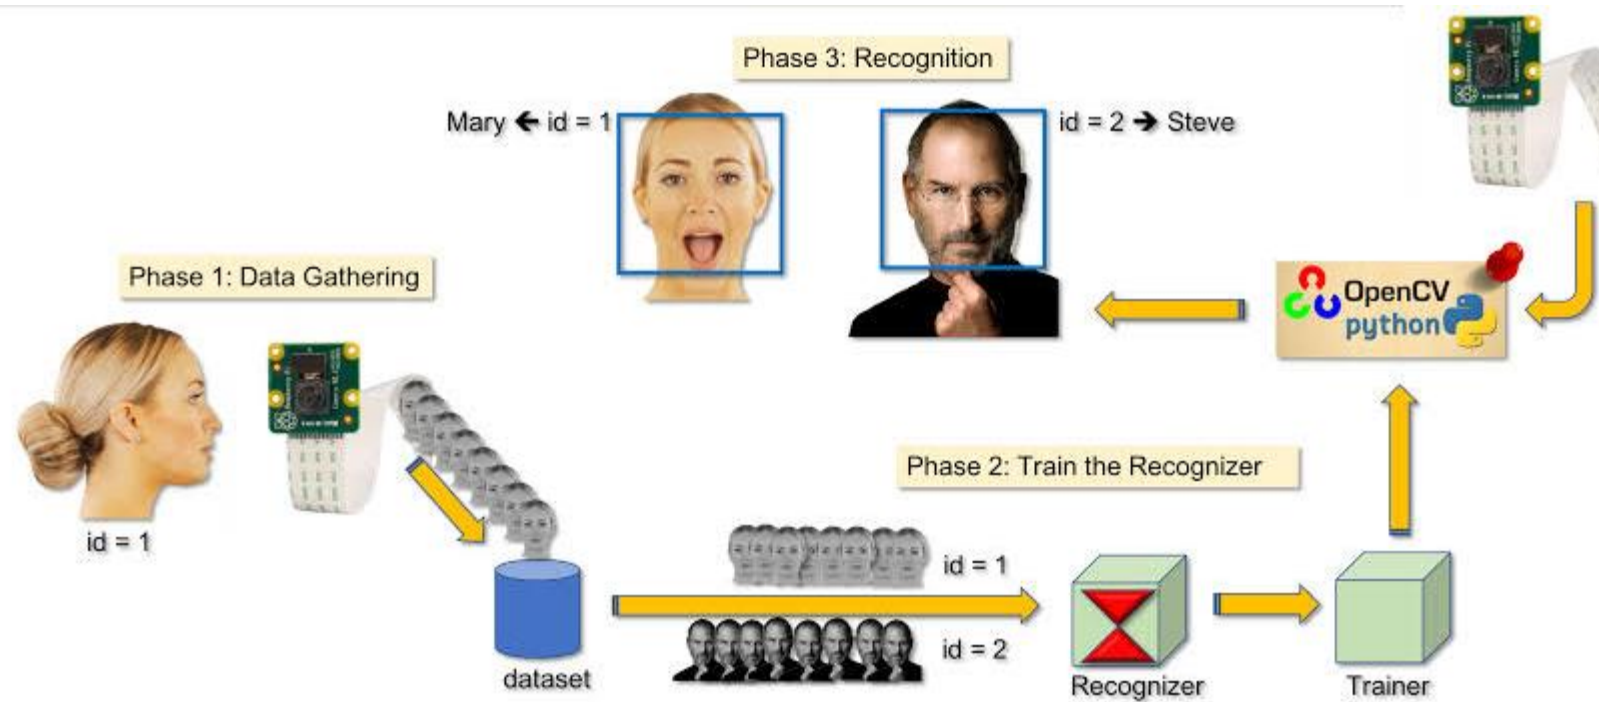 Phase 3: Recognition
Mary 🡸 id = 1
id = 2 🡺 Steve
Phase 1: Data Gathering
OpenCV
python
id = 1
Phase 2: Train the Recognizer
id = 1
id = 2
dataset
Recognizer
Trainer